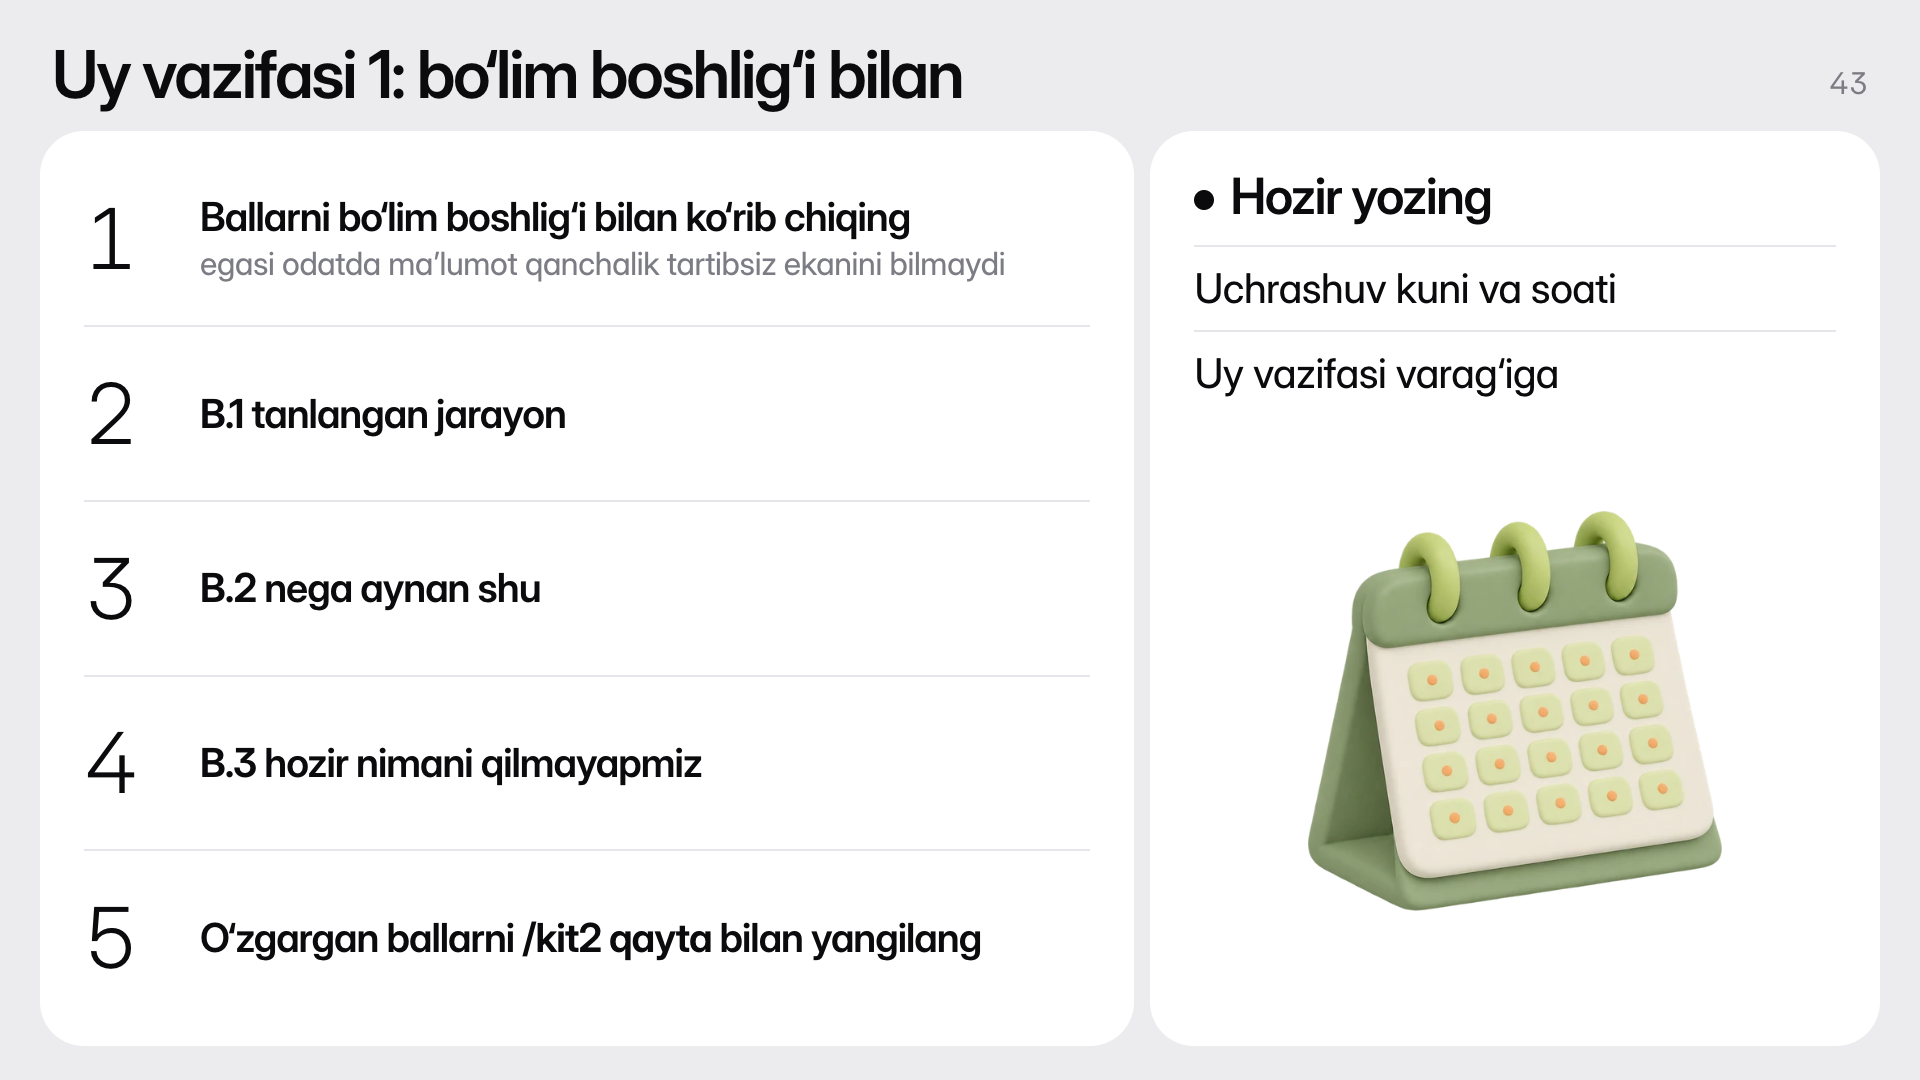 Uy vazifasi 1: bo‘lim boshlig‘i bilan
43
1
Ballarni bo‘lim boshlig‘i bilan ko‘rib chiqing
egasi odatda ma’lumot qanchalik tartibsiz ekanini bilmaydi
2
B.1 tanlangan jarayon
3
B.2 nega aynan shu
4
B.3 hozir nimani qilmayapmiz
5
O‘zgargan ballarni /kit2 qayta bilan yangilang
• Hozir yozing
Uchrashuv kuni va soati
Uy vazifasi varag‘iga